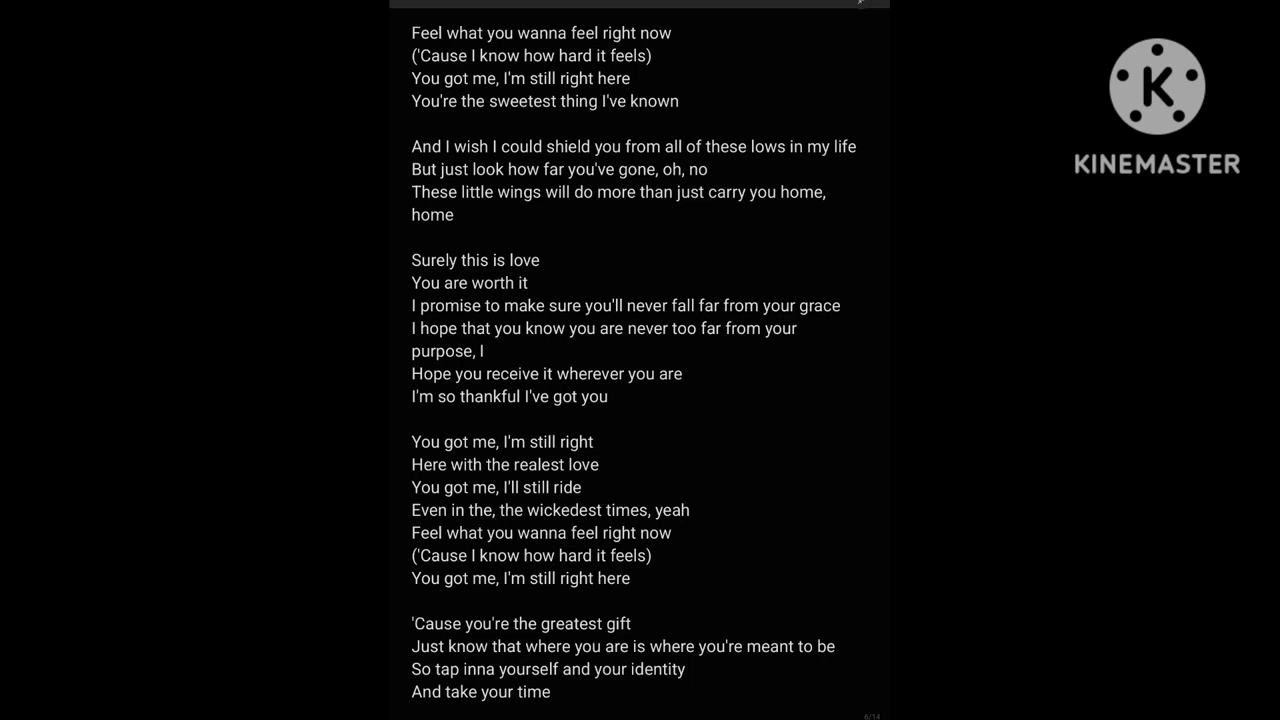 Feel what you wanna feel right now
('Cause I know how hard it feels)
You got me, I'm still right here
You're the sweetest thing I've known
And I wish I could shield you from all of these lows in my life
But just look how far you've gone, oh, no
These little wings will do more than just carry you home,
home
Surely this is love
You are worth it
I promise to make sure you'll never fall far from your grace
I hope that you know you are never too far from your
purpose, I
Hope you receive it wherever you are
I'm so thankful I've got you
You got me, I'm still right
Here with the realest love
You got me, I'll still ride
Even in the, the wickedest times, yeah
Feel what you wanna feel right now
('Cause I know how hard it feels)
You got me, I'm still right here
'Cause you're the greatest gift
Just know that where you are is where you're meant to be
So tap inna yourself and your identity
And take your time
6/14
K
KINEMASTER